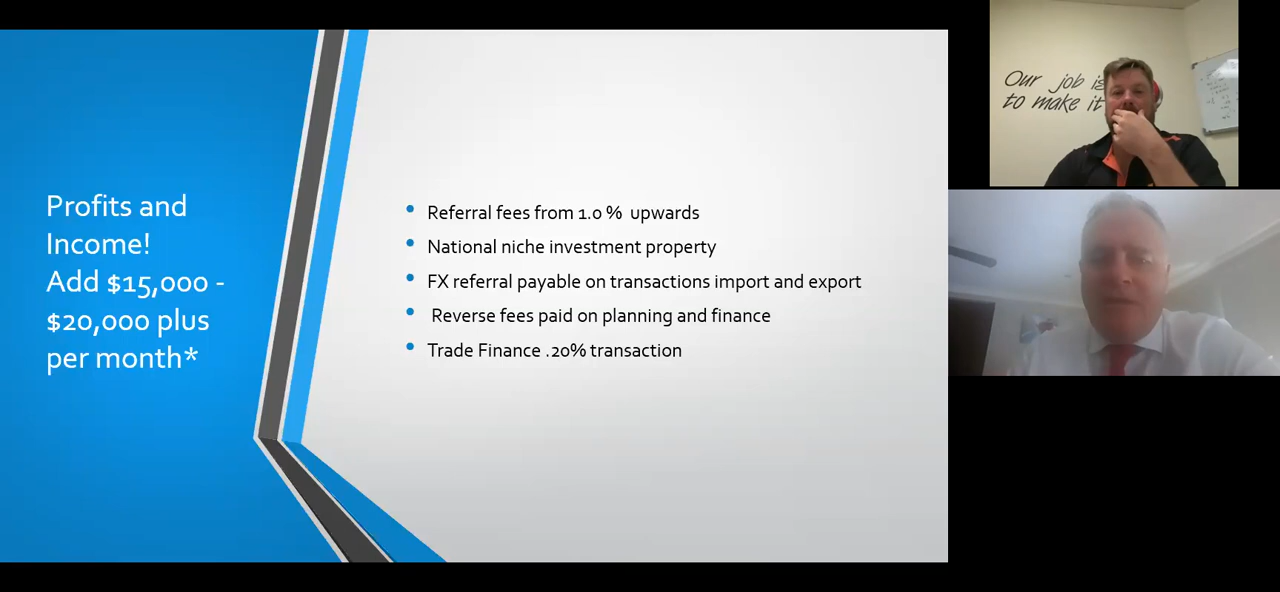 Profits and
Income!
Add $15,000 -
$20,000 plus
per month*
Referral fees from 1.0 % upwards
National niche investment property
FX referral payable on transactions import and export
Reverse fees paid on planning and finance
Trade Finance .20% transaction
Our job is
to make it